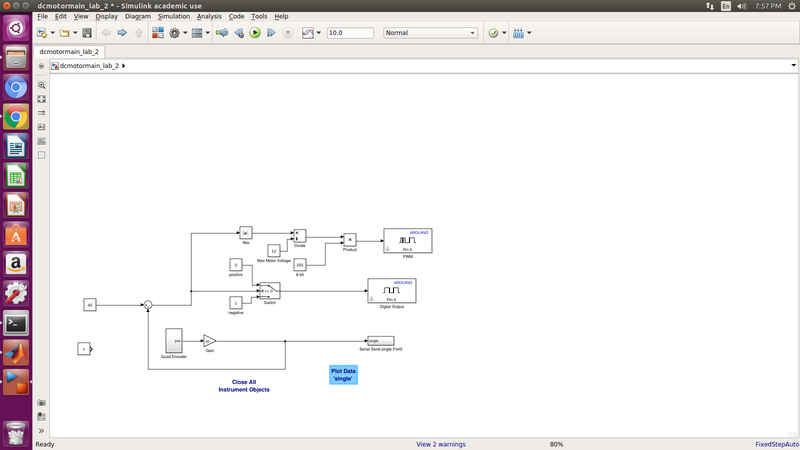 dcmotormain_lab_2 * - Simulink academic use
En
7:57 PM
File Edit View Display Diagram Simulation Analysis Code Tools Help
10.0
Normal
dcmotormain_lab_2
dcmotormain_lab_2
|u|
Abs
Divide
12
Max Motor Voltage
×
Product
ARDUINO
Pin 5
PWM
0
positive
255
8 bit
Switch
1
negative
ARDUINO
Pin 4
Digital Output
40
1
pos
Quad Encoder
Gain
single
Serial Send single Port0
Close All
Instrument Objects
Plot Data
'single'
Ready
View 2 warnings
80%
FixedStepAuto